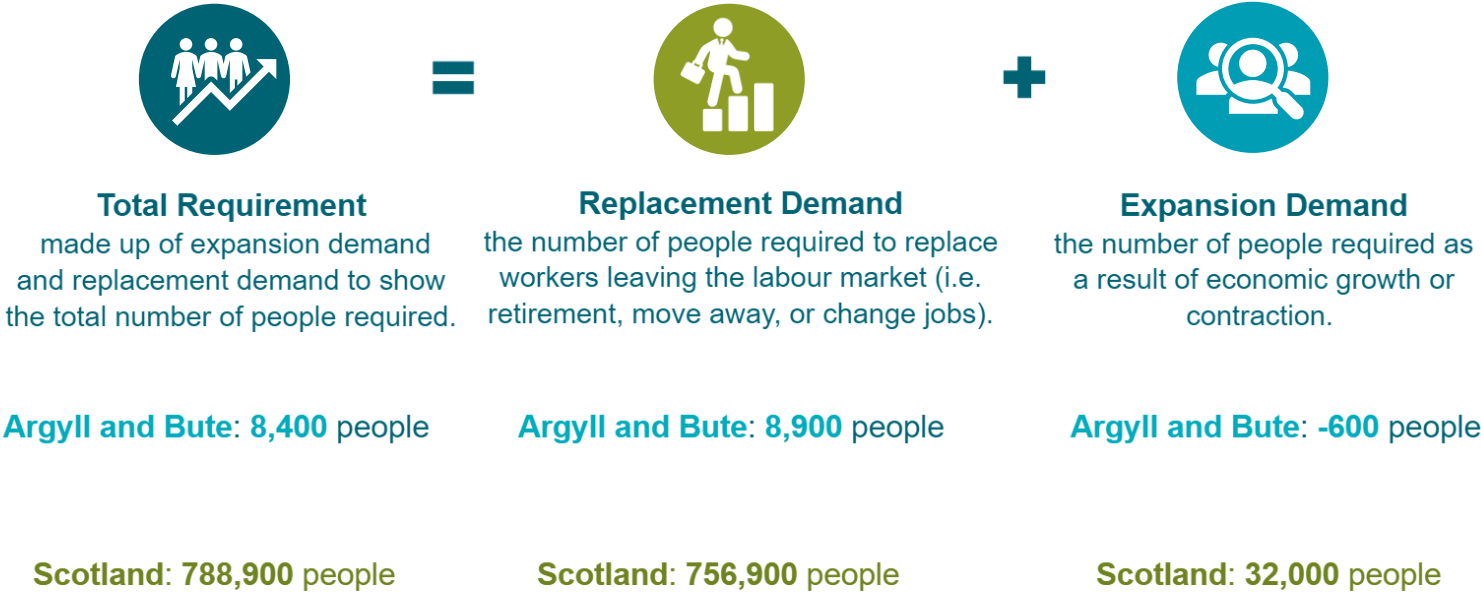 Total Requirement
made up of expansion demand
and replacement demand to show
the total number of people required.
=
Replacement Demand
the number of people required to replace
workers leaving the labour market (i.e.
retirement, move away, or change jobs).
+
Expansion Demand
the number of people required as
a result of economic growth or
contraction.
Argyll and Bute: 8,400 people
Argyll and Bute: 8,900 people
Argyll and Bute: -600 people
Scotland: 788,900 people
Scotland: 756,900 people
Scotland: 32,000 people